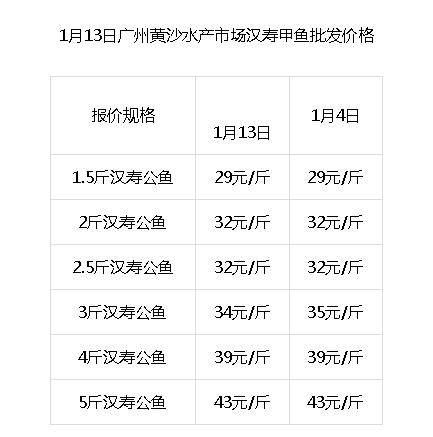 1月13日广州黄沙水产市场汉寿甲鱼批发价格
报价规格 1月13日 1月4日
1.5斤汉寿公鱼 29元/斤 29元/斤
2斤汉寿公鱼 32元/斤 32元/斤
2.5斤汉寿公鱼 32元/斤 32元/斤
3斤汉寿公鱼 34元/斤 35元/斤
4斤汉寿公鱼 39元/斤 39元/斤
5斤汉寿公鱼 43元/斤 43元/斤